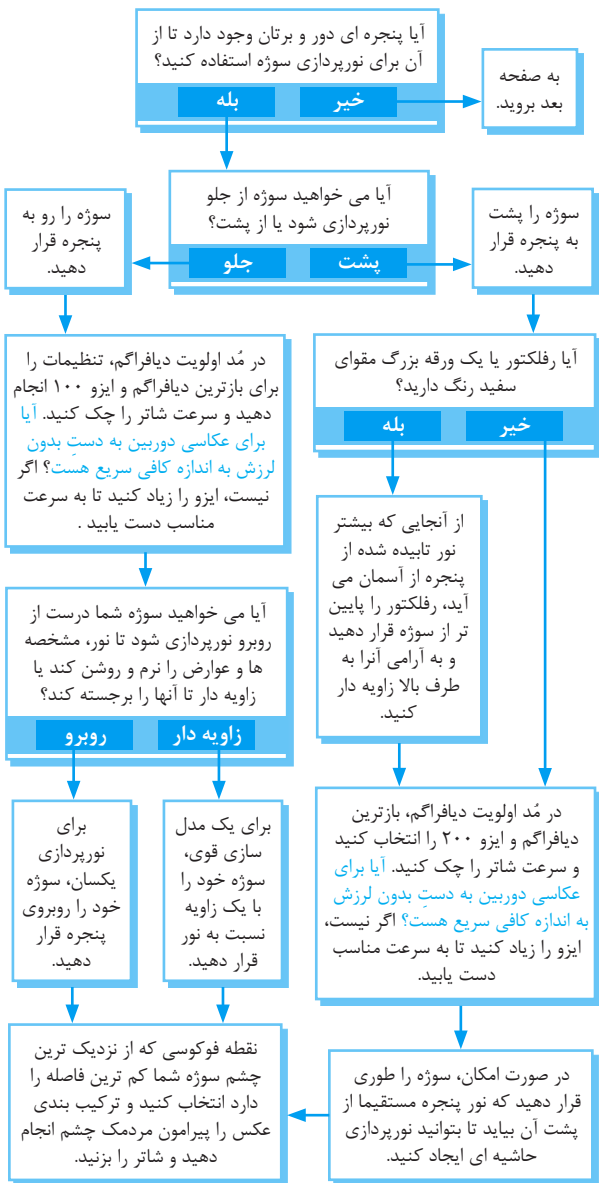 آیا پنجره ای دور و برتان وجود دارد تا از
آن برای نورپردازی سوژه استفاده کنید؟
خیر
بله
به صفحه
بعد بروید.
آیا می خواهید سوژه از جلو
نورپردازی شود یا از پشت؟
پشت
جلو
سوژه را پشت
به پنجره قرار
دهید.
سوژه را رو به
پنجره قرار
دهید.
آیا رفلکتور یا یک ورقه بزرگ مقوای
سفید رنگ دارید؟
خیر
بله
در مُد اولویت دیافراگم، تنظیمات را
برای بازترین دیافراگم و ایزو ۱۰۰ انجام
دهید و سرعت شاتر را چک کنید. آیا
برای عکاسی دوربین به دستِ بدون
لرزش به اندازه کافی سریع هست؟ اگر
نیست، ایزو را زیاد کنید تا به سرعت
مناسب دست یابید .
از آنجایی که بیشتر
نور تابیده شده از
پنجره از آسمان می
آید، رفلکتور را پایین
تر از سوژه قرار دهید
و به آرامی آنرا به
طرف بالا زاویه دار
کنید.
آیا می خواهید سوژه شما درست از
روبرو نورپردازی شود تا نور، مشخصه
ها و عوارض را نرم و روشن کند یا
زاویه دار تا آنها را برجسته کند؟
زاویه دار
روبرو
در مُد اولویت دیافراگم، بازترین
دیافراگم و ایزو ۲۰۰ را انتخاب کنید
و سرعت شاتر را چک کنید. آیا برای
عکاسی دوربین به دستِ بدون لرزش
به اندازه کافی سریع هست؟ اگر نیست،
ایزو را زیاد کنید تا به سرعت مناسب
دست یابید.
برای یک مدل
سازی قوی،
سوژه خود را
با یک زاویه
نسبت به نور
قرار دهید.
برای
نورپردازی
یکسان، سوژه
خود را روبروی
پنجره قرار
دهید.
در صورت امکان، سوژه را طوری
قرار دهید که نور پنجره مستقیما از
پشت آن بیاید تا بتوانید نورپردازی
حاشیه ای ایجاد کنید.
نقطه فوکوسی که از نزدیک ترین
چشم سوژه شما کم ترین فاصله را
دارد انتخاب کنید و ترکیب بندی
عکس را پیرامون مردمک چشم انجام
دهید و شاتر را بزنید.